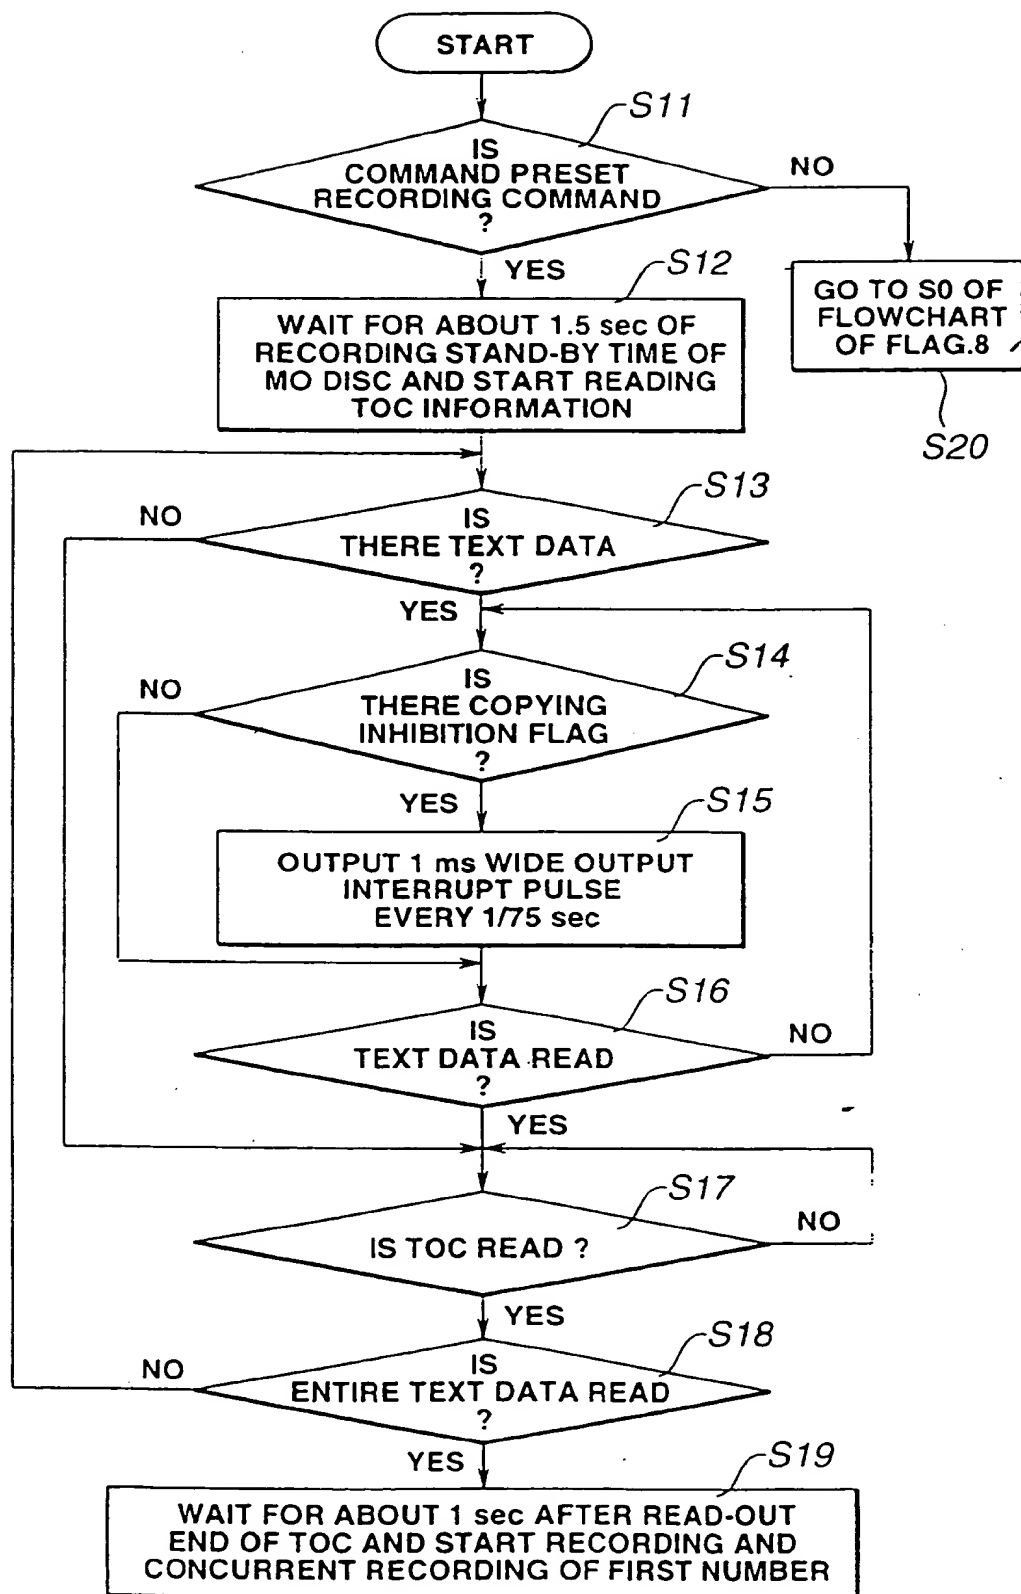 START
S11
IS
COMMAND PRESET
RECORDING COMMAND
?
NO
YES
S12
WAIT FOR ABOUT 1.5 sec OF
RECORDING STAND-BY TIME OF
MO DISC AND START READING
TOC INFORMATION
GO TO S0 OF
FLOWCHART
OF FLAG.8
S20
S13
NO
IS
THERE TEXT DATA
?
YES
S14
NO
IS
THERE COPYING
INHIBITION FLAG
?
YES
S15
OUTPUT 1 ms WIDE OUTPUT
INTERRUPT PULSE
EVERY 1/75 sec
S16
IS
TEXT DATA READ
?
NO
YES
S17
IS TOC READ ?
NO
YES
S18
NO
IS
ENTIRE TEXT DATA READ
?
YES
S19
WAIT FOR ABOUT 1 sec AFTER READ-OUT
END OF TOC AND START RECORDING AND
CONCURRENT RECORDING OF FIRST NUMBER